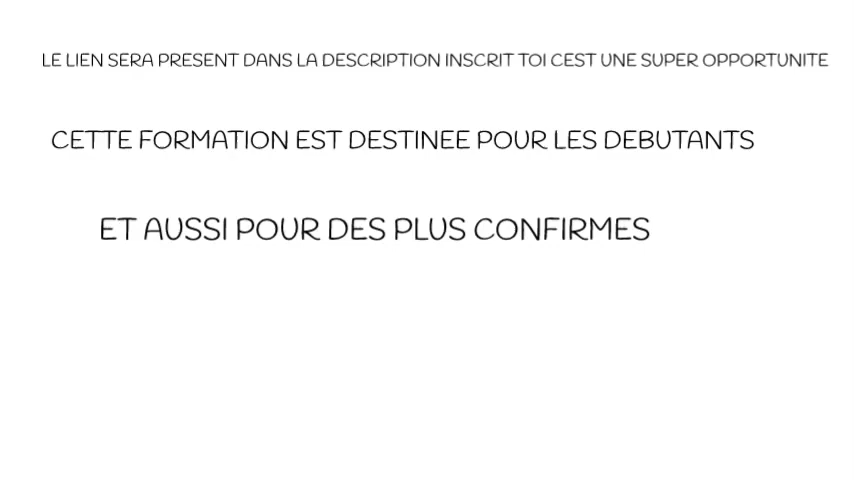 LE LIEN SERA PRESENT DANS LA DESCRIPTION INSCRIT TOI CEST UNE SUPER OPPORTUNITE
CETTE FORMATION EST DESTINEE POUR LES DEBUTANTS
ET AUSSI POUR DES PLUS CONFIRMES